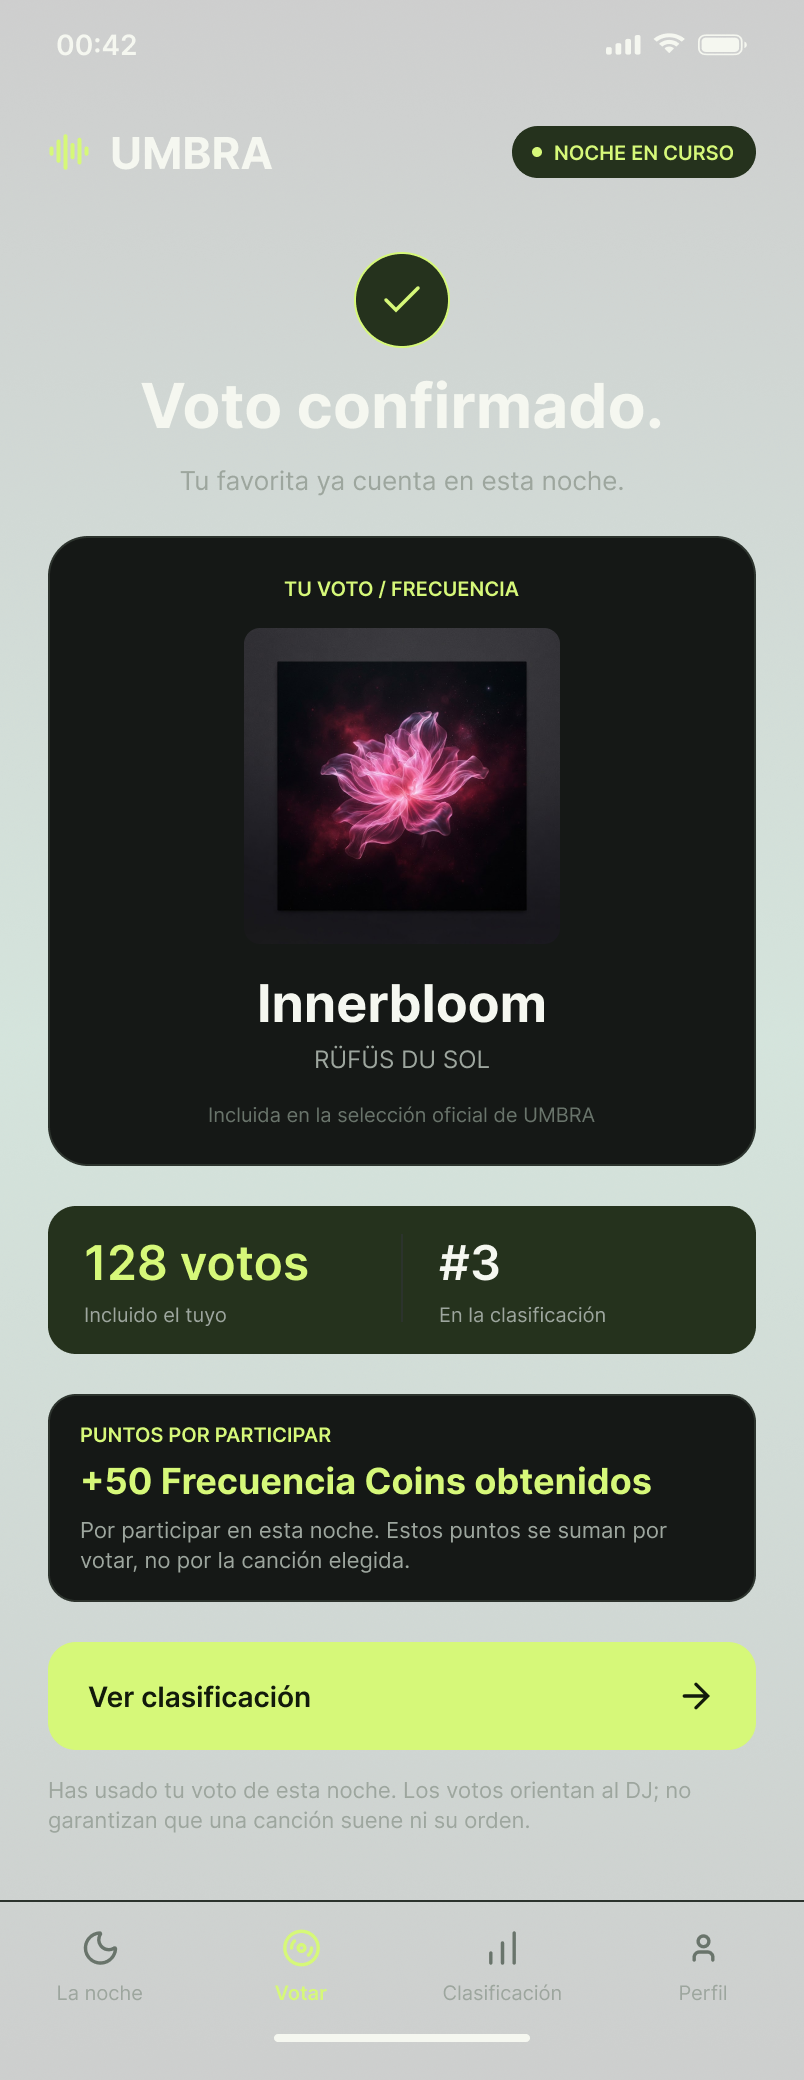 00:42
UMBRA
NOCHE EN CURSO
Voto confirmado.
Tu favorita ya cuenta en esta noche.
TU VOTO / FRECUENCIA
Innerbloom
RÜFÜS DU SOL
Incluida en la selección oficial de UMBRA
128 votos
Incluido el tuyo
#3
En la clasificación
PUNTOS POR PARTICIPAR
+50 Frecuencia Coins obtenidos
Por participar en esta noche. Estos puntos se suman por
votar, no por la canción elegida.
Ver clasificación
Has usado tu voto de esta noche. Los votos orientan al DJ; no
garantizan que una canción suene ni su orden.
La noche
Votar
Clasificación
Perfil